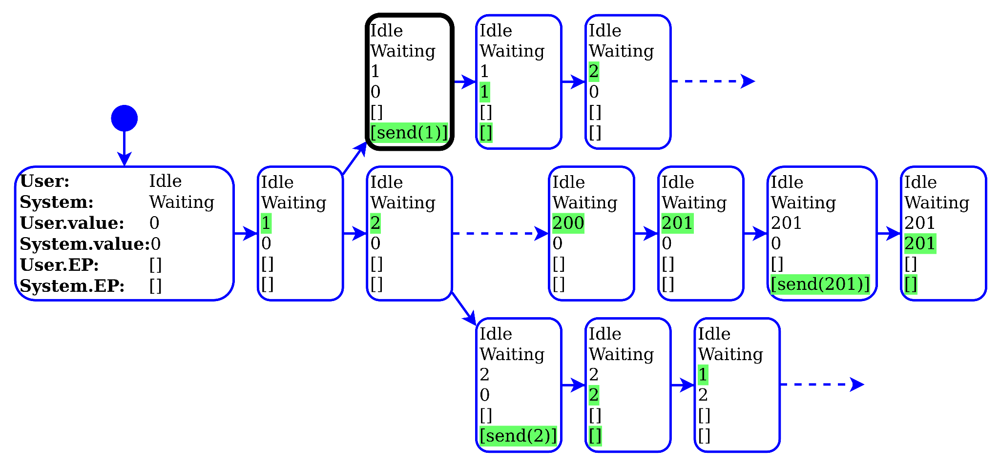 Idle
Waiting
1
0
[]
[send(1)]
Idle
Waiting
1
1
[]
[]
Idle
Waiting
2
0
[]
[]
User: Idle
System: Waiting
User.value: 0
System.value:0
User.EP: []
System.EP: []
Idle
Waiting
1
0
[]
[]
Idle
Waiting
2
0
[]
[]
Idle
Waiting
200
0
[]
[]
Idle
Waiting
201
0
[]
[]
Idle
Waiting
201
0
[]
[send(201)]
Idle
Waiting
201
201
[]
[]
Idle
Waiting
2
0
[]
[send(2)]
Idle
Waiting
2
2
[]
[]
Idle
Waiting
1
2
[]
[]